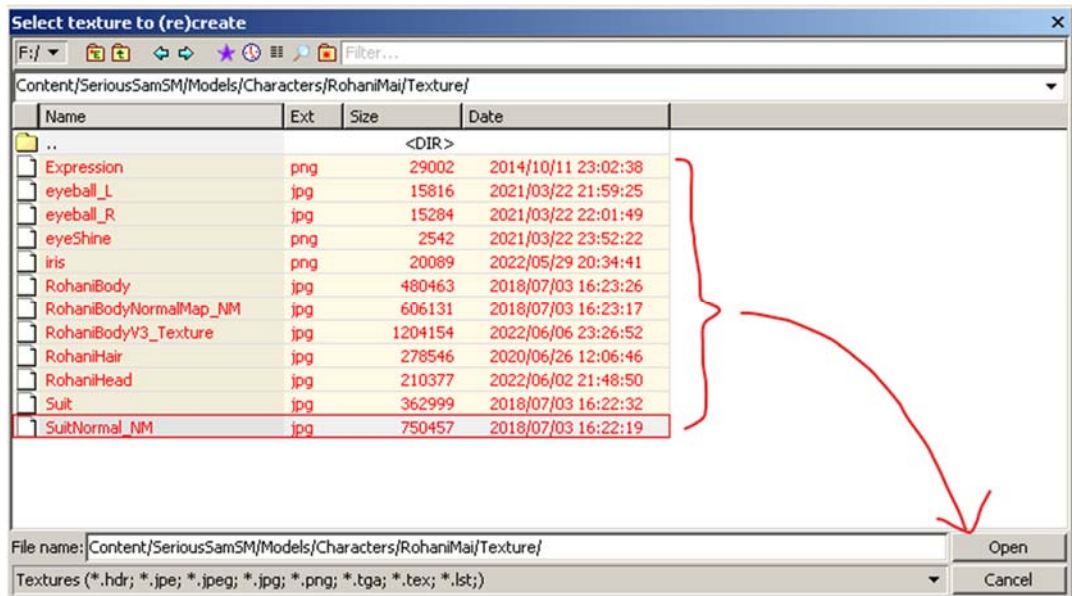 Select texture to (re)create
F:/
Filter...
Content/SeriousSamSM/Models/Characters/RohaniMai/Texture/
Name Ext Size Date
.. <DIR>
Expression png 29002 2014/10/11 23:02:38
eyeball_L jpg 15816 2021/03/22 21:59:25
eyeball_R jpg 15284 2021/03/22 22:01:49
eyeShine png 2542 2021/03/22 23:52:22
iris png 20089 2022/05/29 20:34:41
RohaniBody jpg 480463 2018/07/03 16:23:26
RohaniBodyNormalMap_NM jpg 606131 2018/07/03 16:23:17
RohaniBodyV3_Texture jpg 1204154 2022/06/06 23:26:52
RohaniHair jpg 278546 2020/06/26 12:06:46
RohaniHead jpg 210377 2022/06/02 21:48:50
Suit jpg 362999 2018/07/03 16:22:32
SuitNormal_NM jpg 750457 2018/07/03 16:22:19
File name: Content/SeriousSamSM/Models/Characters/RohaniMai/Texture/ Open
Textures (*.hdr; *.jpe; *.jpeg; *.jpg; *.png; *.tga; *.tex; *.lst;) Cancel